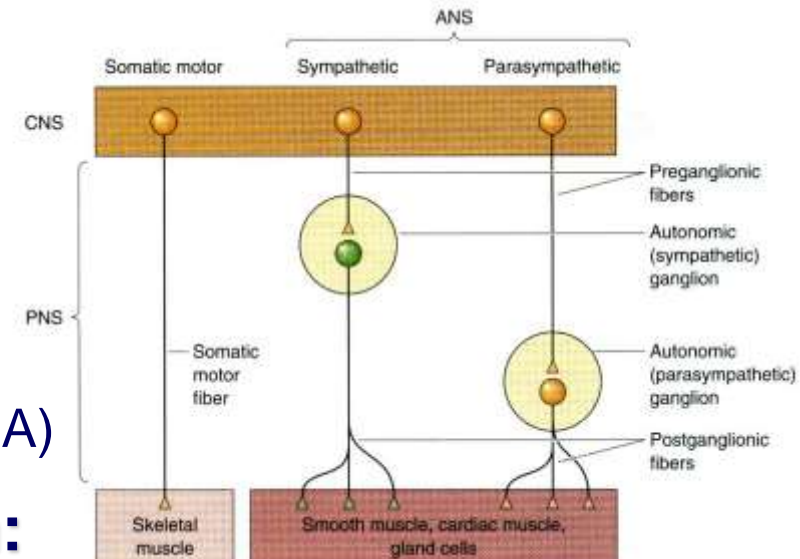 ANS
Somatic motor
Sympathetic
Parasympathetic
CNS
Preganglionic
fibers
Autonomic
(sympathetic)
ganglion
PNS
Somatic
motor
fiber
Autonomic
(parasympathetic)
ganglion
A)
Postganglionic
fibers
:
Skeletal
muscle
Smooth muscle, cardiac muscle,
gland cells